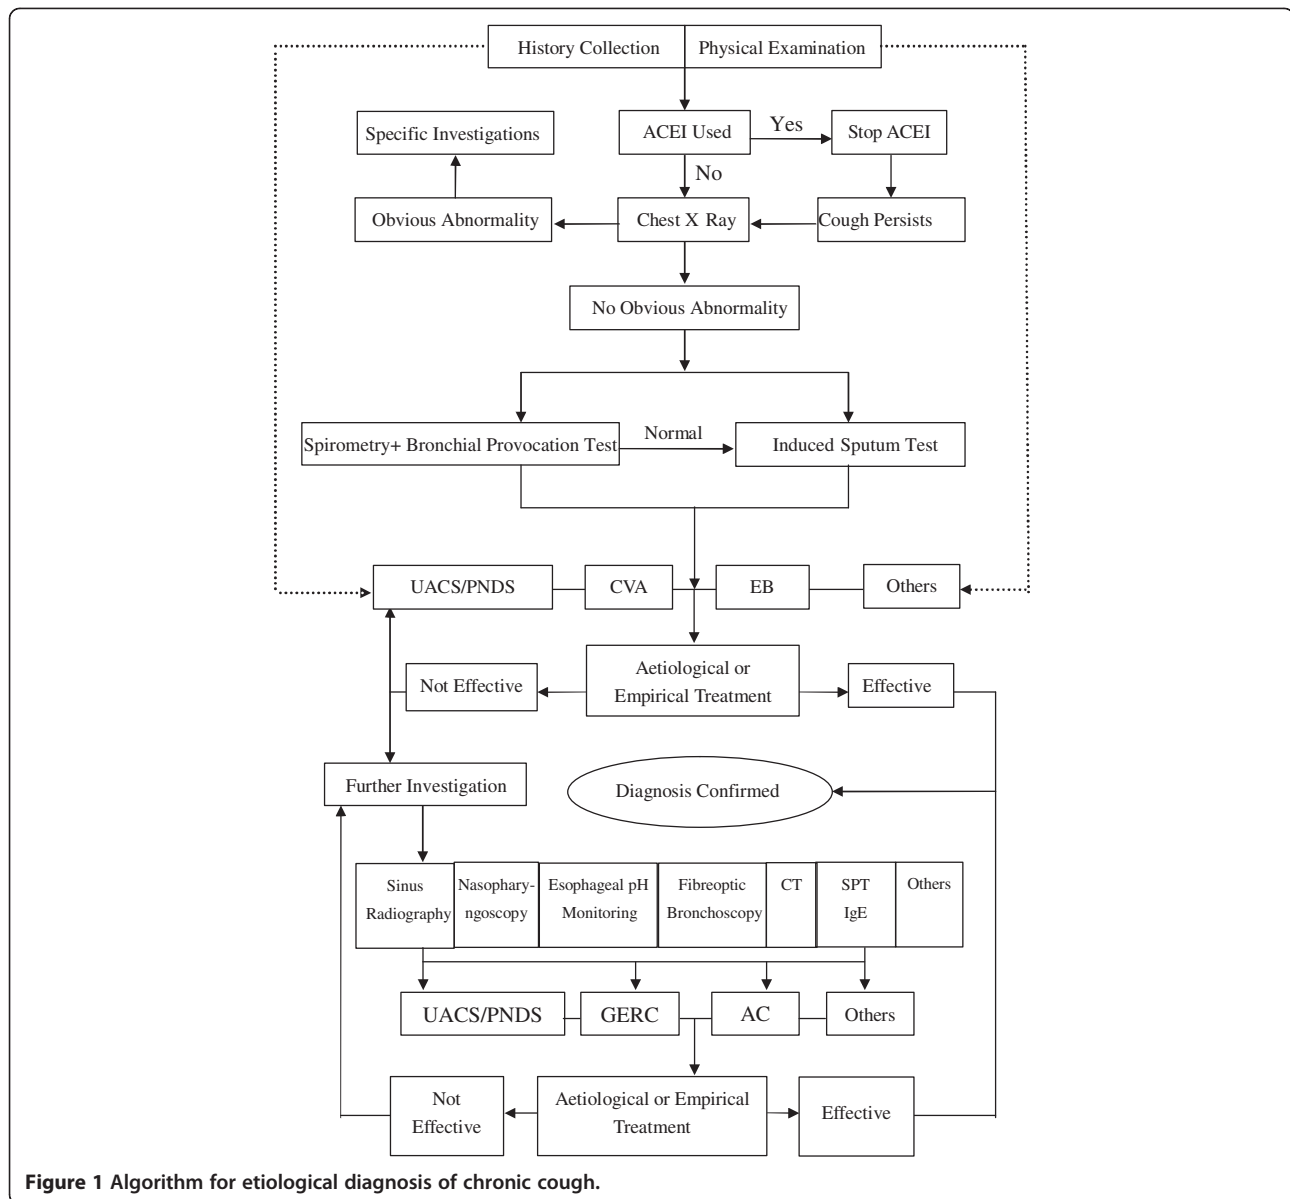 History Collection
Physical Examination
Specific Investigations
ACEI Used
Yes
Stop ACEI
No
Obvious Abnormality
Chest X Ray
Cough Persists
No Obvious Abnormality
Spirometry+ Bronchial Provocation Test
Normal
Induced Sputum Test
UACS/PNDS
CVA
EB
Others
Aetiological or
Empirical Treatment
Not Effective
Effective
Further Investigation
Diagnosis Confirmed
Sinus
Radiography
Nasophary-
ngoscopy
Esophageal pH
Monitoring
Fibreoptic
Bronchoscopy
CT
SPT
IgE
Others
UACS/PNDS
GERC
AC
Others
Not
Effective
Aetiological or Empirical
Treatment
Effective
Figure 1 Algorithm for etiological diagnosis of chronic cough.